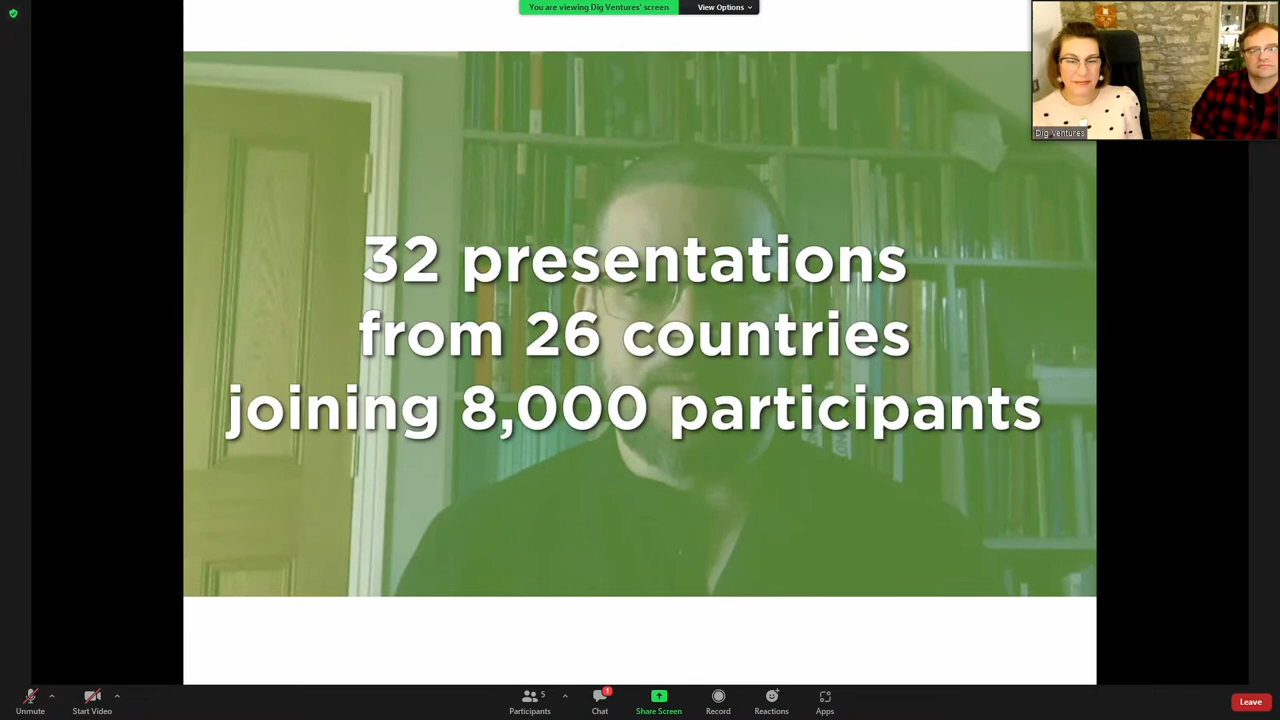 You are viewing Dig Ventures' screen
View Options
Dig Ventures
32 presentations
from 26 countries
joining 8,000 participants
Unmute
Start Video
5
Participants
1
Chat
Share Screen
Record
Reactions
Apps
Leave